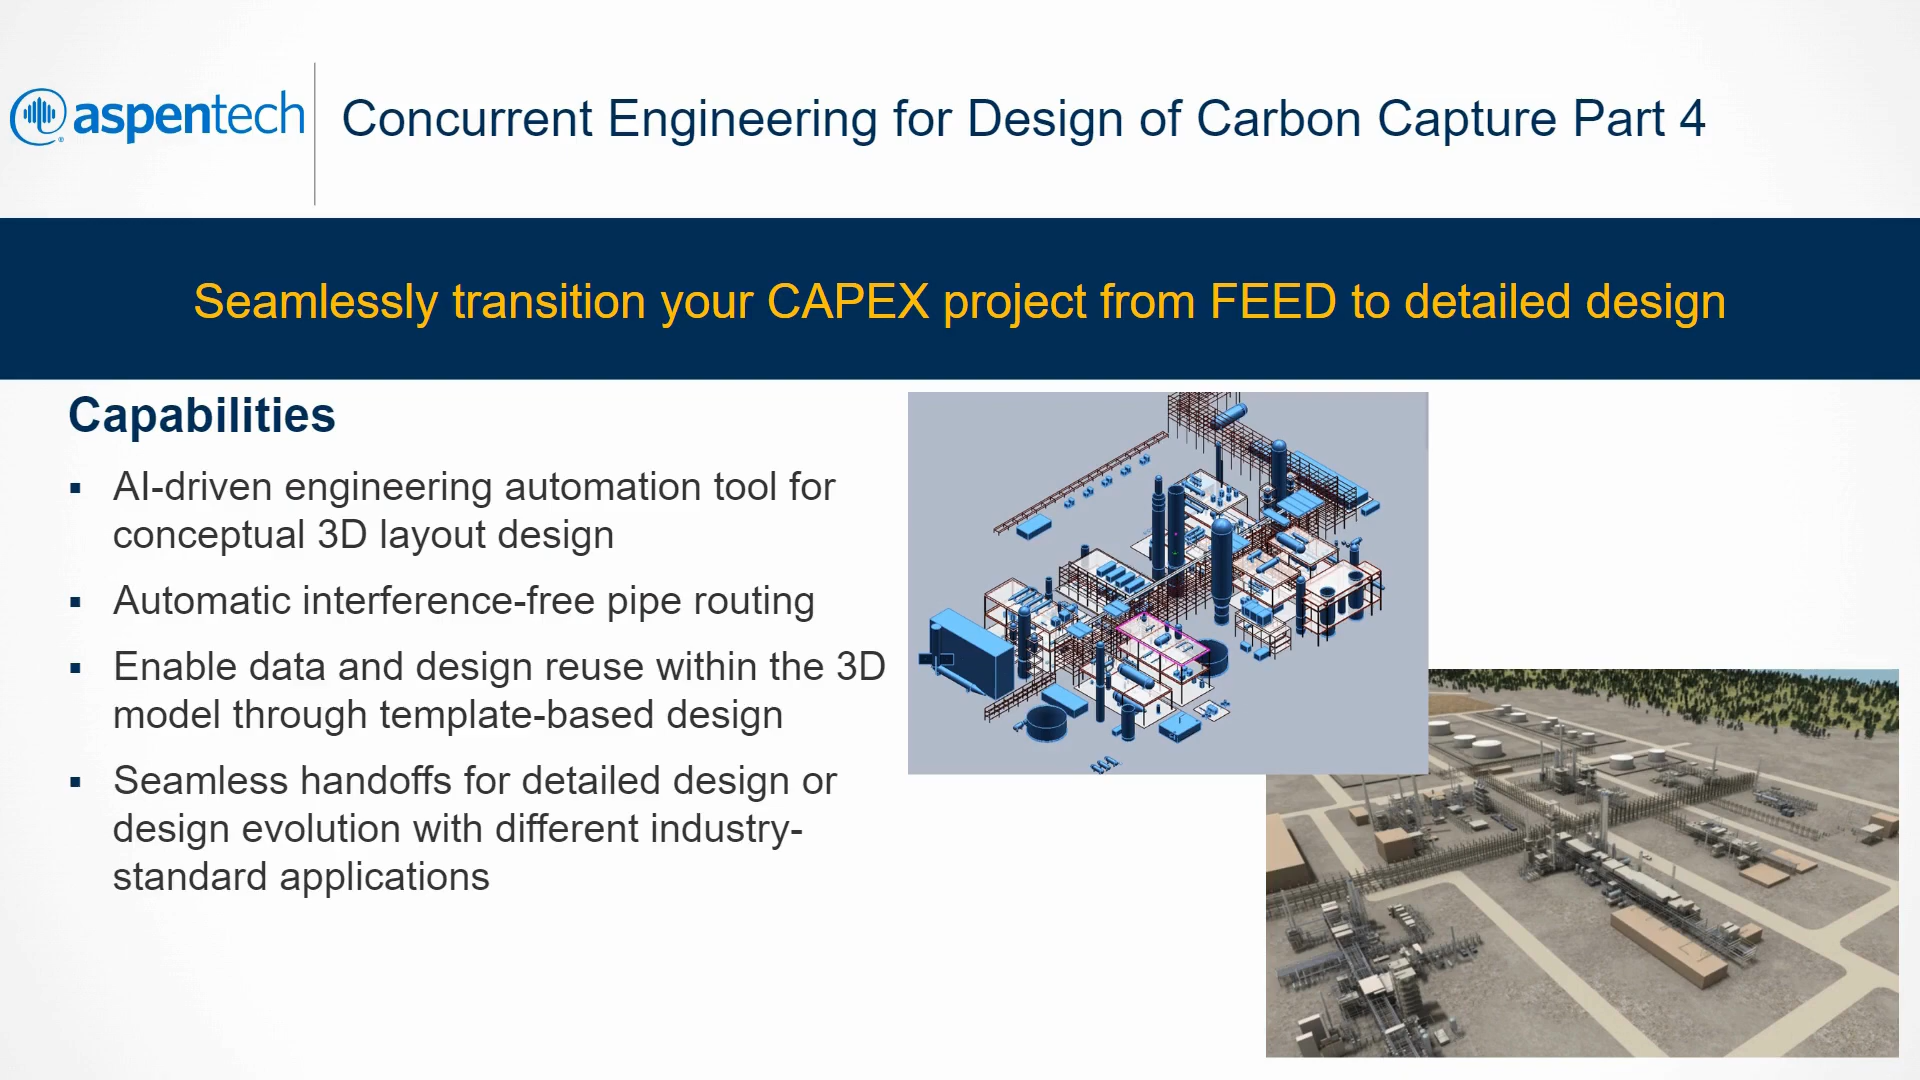 aspentech
Concurrent Engineering for Design of Carbon Capture Part 4
Seamlessly transition your CAPEX project from FEED to detailed design
Capabilities
▪ AI-driven engineering automation tool for
conceptual 3D layout design
▪ Automatic interference-free pipe routing
▪ Enable data and design reuse within the 3D
model through template-based design
▪ Seamless handoffs for detailed design or
design evolution with different industry-
standard applications